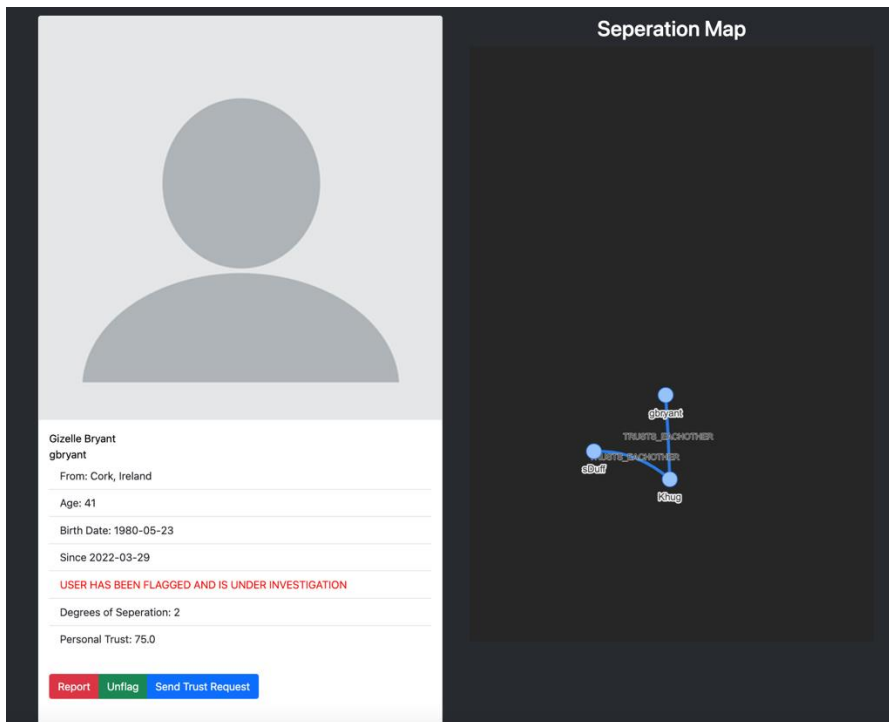 Seperation Map
Gizelle Bryant
gbryant
From: Cork, Ireland
Age: 41
Birth Date: 1980-05-23
Since 2022-03-29
USER HAS BEEN FLAGGED AND IS UNDER INVESTIGATION
Degrees of Seperation: 2
Personal Trust: 75.0
Report Unflag Send Trust Request
gbryant
TRUSTS_EACHOTHER
TRUSTS_EACHOTHER
sDuff
Khug